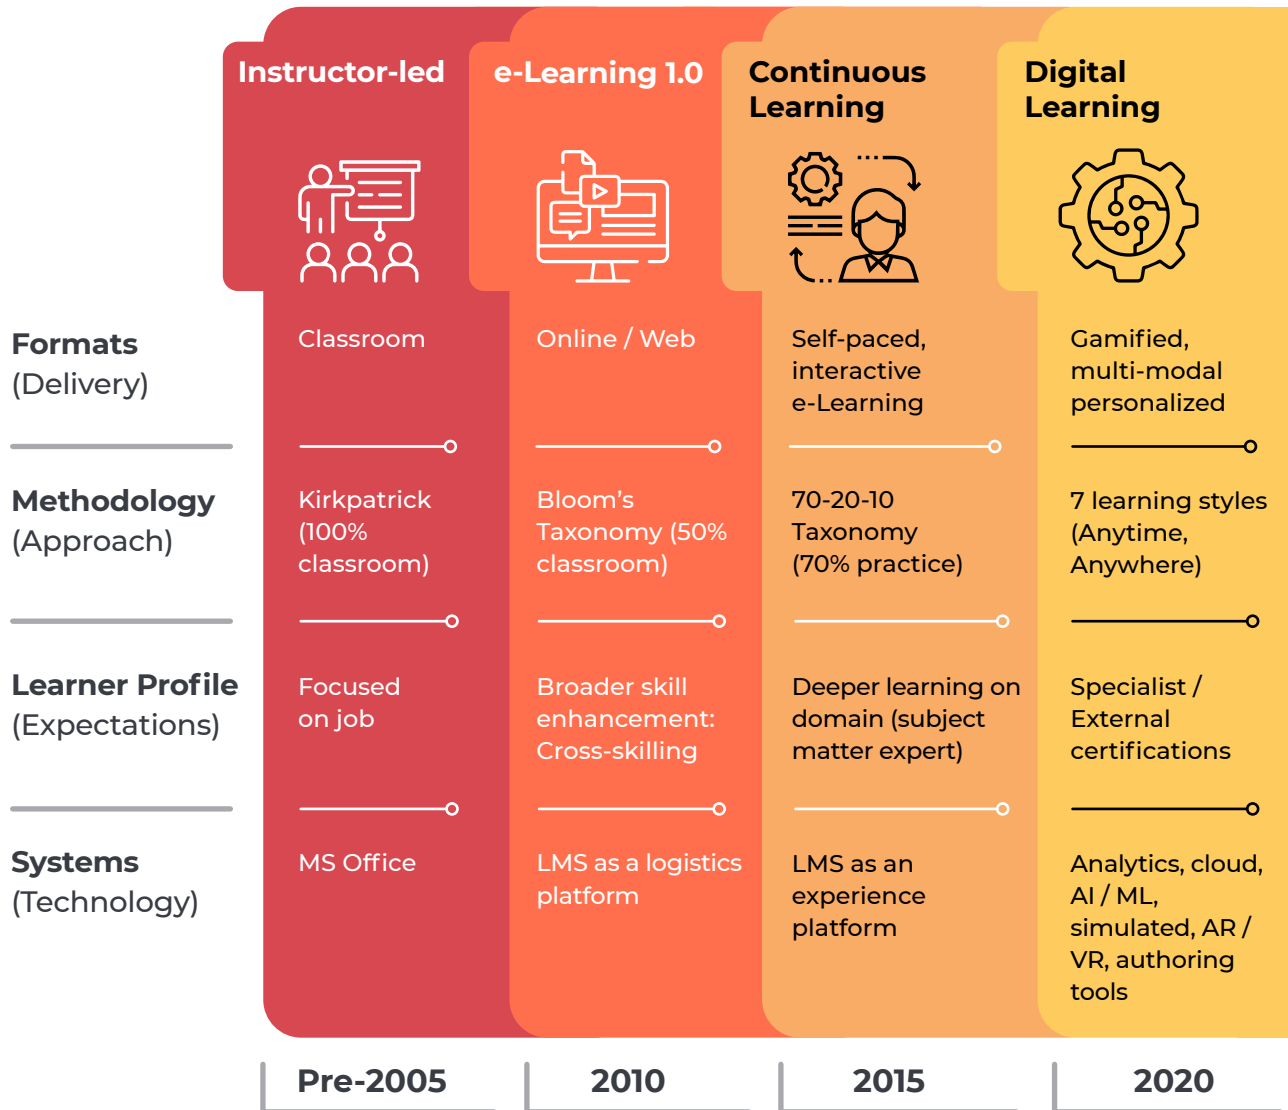 Instructor-led
e-Learning 1.0
Continuous
Learning
Digital
Learning
Formats
(Delivery)
Classroom
Online / Web
Self-paced,
interactive
e-Learning
Gamified,
multi-modal
personalized
Methodology
(Approach)
Kirkpatrick
(100%
classroom)
Bloom’s
Taxonomy (50%
classroom)
70-20-10
Taxonomy
(70% practice)
7 learning styles
(Anytime,
Anywhere)
Learner Profile
(Expectations)
Focused
on job
Broader skill
enhancement:
Cross-skilling
Deeper learning on
domain (subject
matter expert)
Specialist /
External
certifications
Systems
(Technology)
MS Office
LMS as a logistics
platform
LMS as an
experience
platform
Analytics, cloud,
AI / ML,
simulated, AR /
VR, authoring
tools
Pre-2005
2010
2015
2020